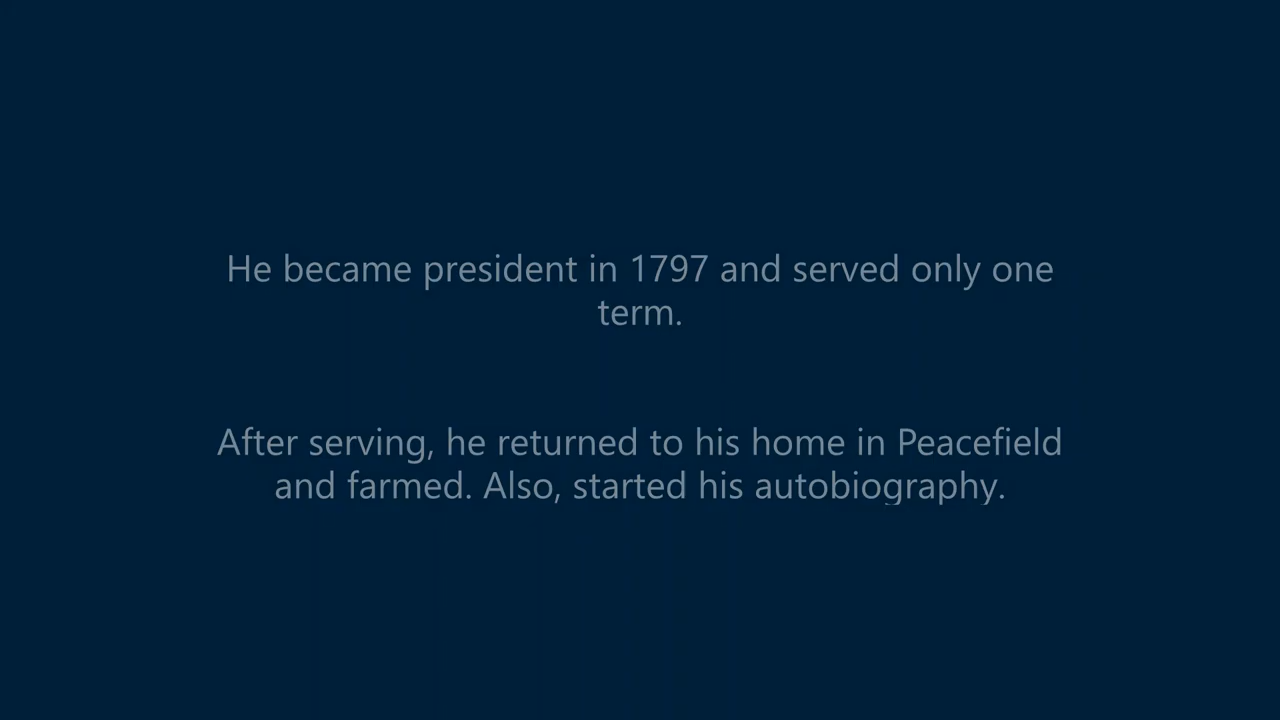 He became president in 1797 and served only one
term.
After serving, he returned to his home in Peacefield
and farmed. Also, started his autobiography.